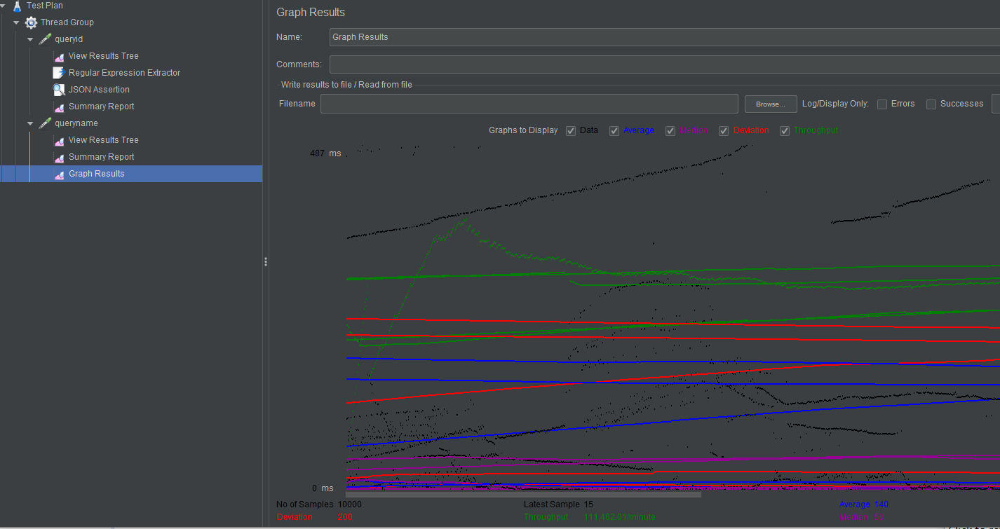 Test Plan
Thread Group
queryid
View Results Tree
Regular Expression Extractor
JSON Assertion
Summary Report
queryname
View Results Tree
Summary Report
Graph Results
Graph Results
Name: Graph Results
Comments:
Write results to file / Read from file
Filename Browse... Log/Display Only: Errors Successes
Graphs to Display Data Average Median Deviation Throughput
487 ms
0 ms
No of Samples 10000 Latest Sample 15 Average 140
Deviation 200 Throughput 111,462.01/minute Median